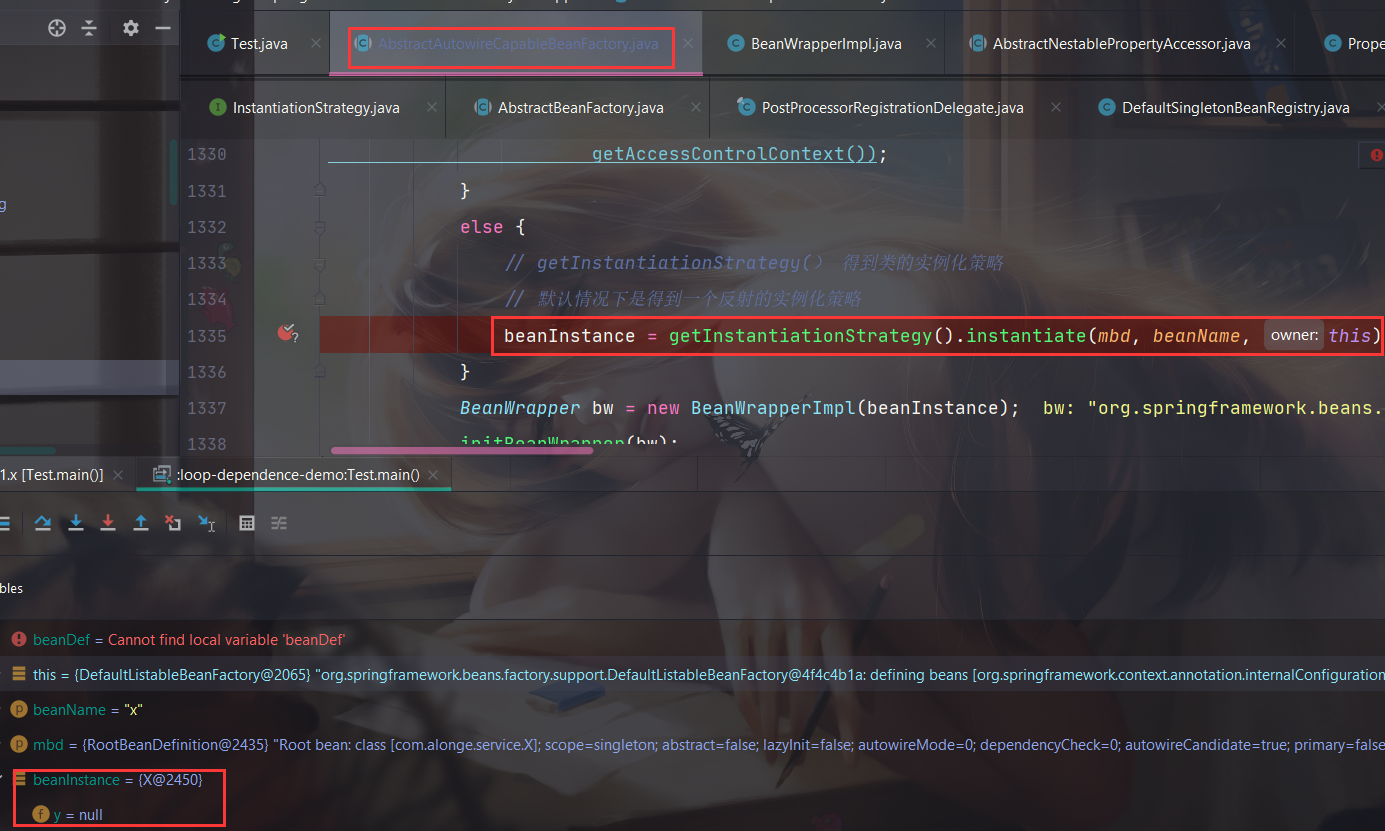 Test.java
AbstractAutowireCapableBeanFactory.java
BeanWrapperImpl.java
AbstractNestablePropertyAccessor.java
Prope
InstantiationStrategy.java
AbstractBeanFactory.java
PostProcessorRegistrationDelegate.java
DefaultSingletonBeanRegistry.java
g
1330 getAccessControlContext());
1331 }
1332 else {
1333 // getInstantiationStrategy() 得到类的实例化策略
1334 // 默认情况下是得到一个反射的实例化策略
1335 beanInstance = getInstantiationStrategy().instantiate(mbd, beanName, owner: this)
1336 }
1337 BeanWrapper bw = new BeanWrapperImpl(beanInstance); bw: "org.springframework.beans.
1338 initBeanWrapper(bw);
1.x [Test.main()]
:loop-dependence-demo:Test.main()
bles
beanDef = Cannot find local variable 'beanDef'
this = {DefaultListableBeanFactory@2065} "org.springframework.beans.factory.support.DefaultListableBeanFactory@4f4c4b1a: defining beans [org.springframework.context.annotation.internalConfiguration
beanName = "x"
mbd = {RootBeanDefinition@2435} "Root bean: class [com.alonge.service.X]; scope=singleton; abstract=false; lazyInit=false; autowireMode=0; dependencyCheck=0; autowireCandidate=true; primary=false
beanInstance = {X@2450}
y = null